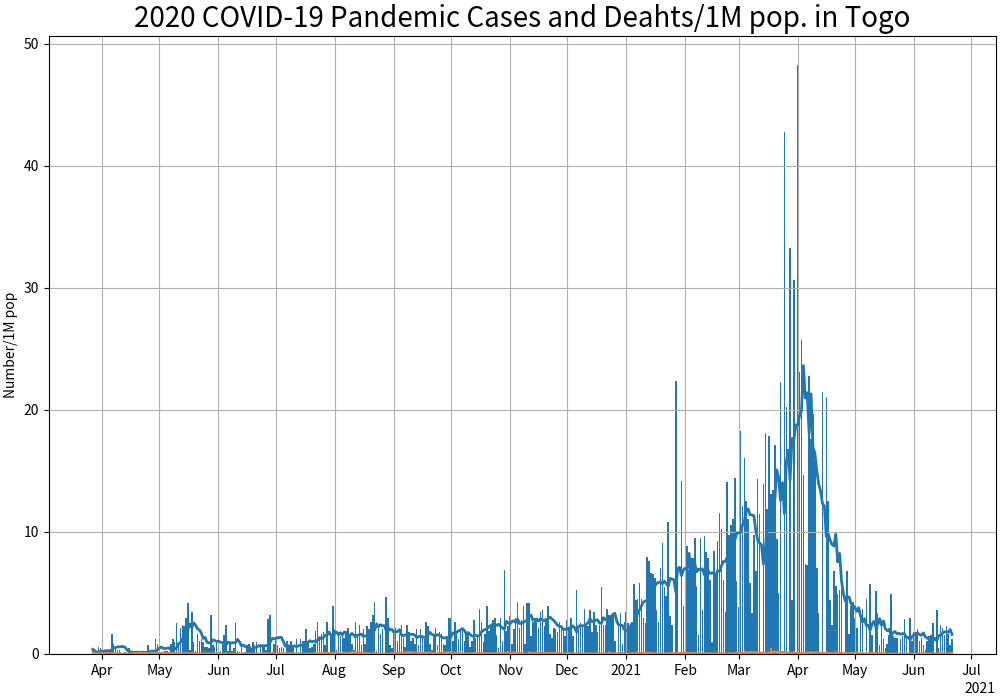 2020 COVID-19 Pandemic Cases and Deahts/1M pop. in Togo
Number/1M pop
50
40
30
20
10
0
Apr May Jun Jul Aug Sep Oct Nov Dec 2021 Feb Mar Apr May Jun Jul
2021